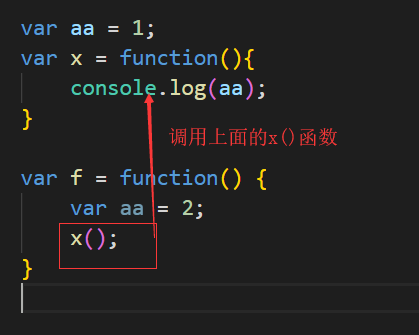 var aa = 1;
var x = function(){
    console.log(aa);
}
调用上面的x()函数
var f = function() {
    var aa = 2;
    x();
}